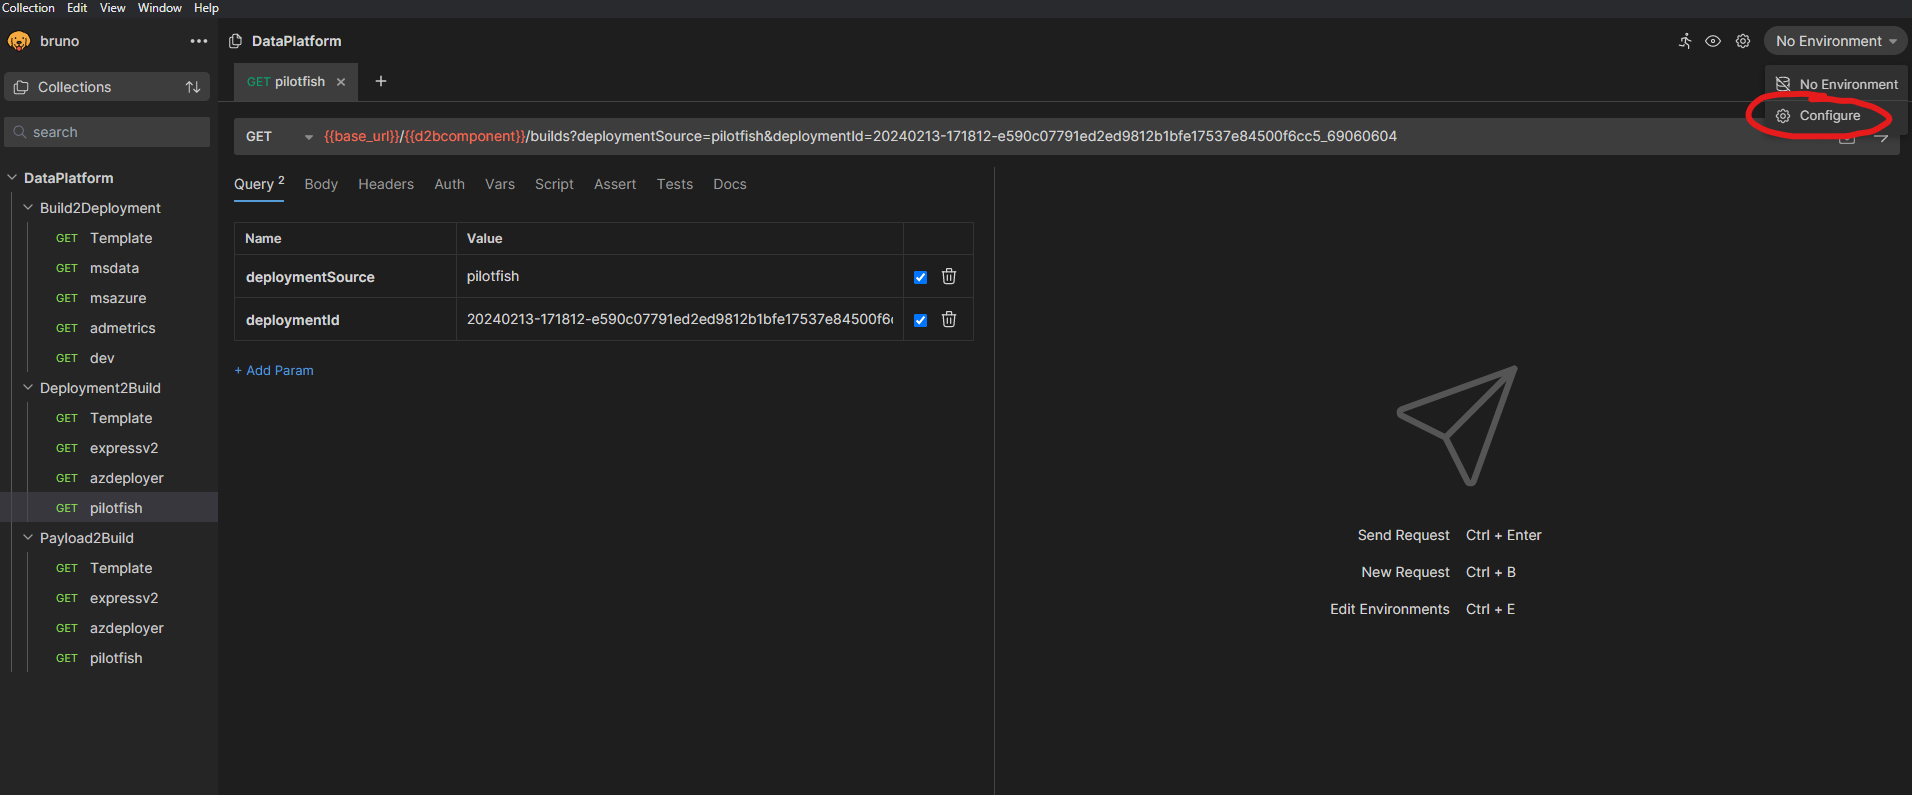 Collection Edit View Window Help
bruno
DataPlatform
No Environment
Collections
GET pilotfish
No Environment
search
Configure
GET {{base_url}}/{{d2bcomponent}}/builds?deploymentSource=pilotfish&deploymentId=20240213-171812-e590c07791ed2ed9812b1bfe17537e84500f6cc5_69060604
DataPlatform
Build2Deployment
GET Template
GET msdata
GET msazure
GET admetrics
GET dev
Deployment2Build
GET Template
GET expressv2
GET azdeployer
GET pilotfish
Payload2Build
GET Template
GET expressv2
GET azdeployer
GET pilotfish
Query 2 Body Headers Auth Vars Script Assert Tests Docs
Name Value
deploymentSource pilotfish
deploymentId 20240213-171812-e590c07791ed2ed9812b1bfe17537e84500f6
+ Add Param
Send Request Ctrl + Enter
New Request Ctrl + B
Edit Environments Ctrl + E